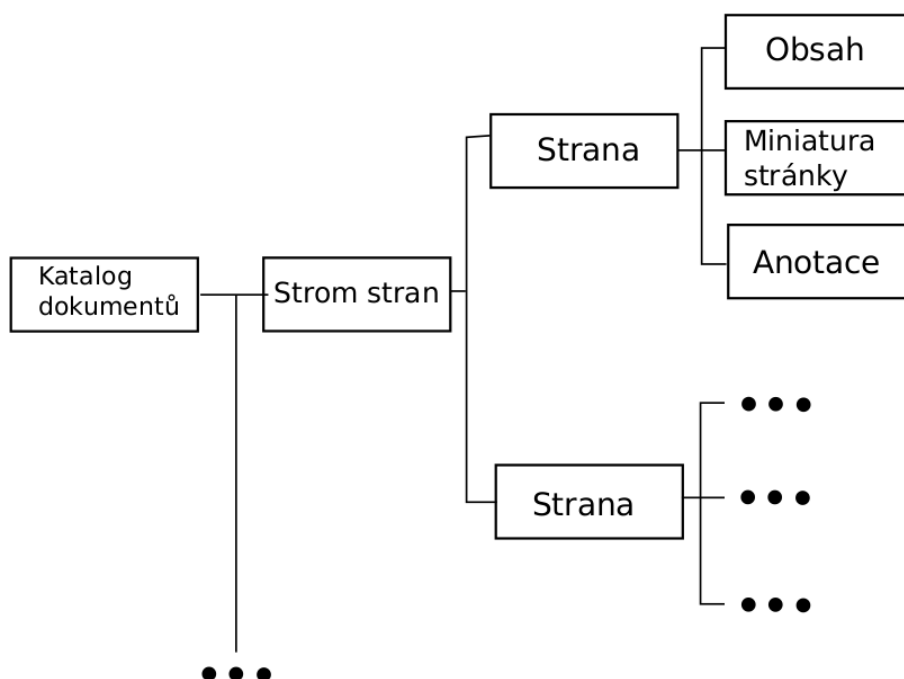 Obsah
Strana
Miniatura
stránky
Anotace
Katalog
dokumentů
Strom stran
Strana